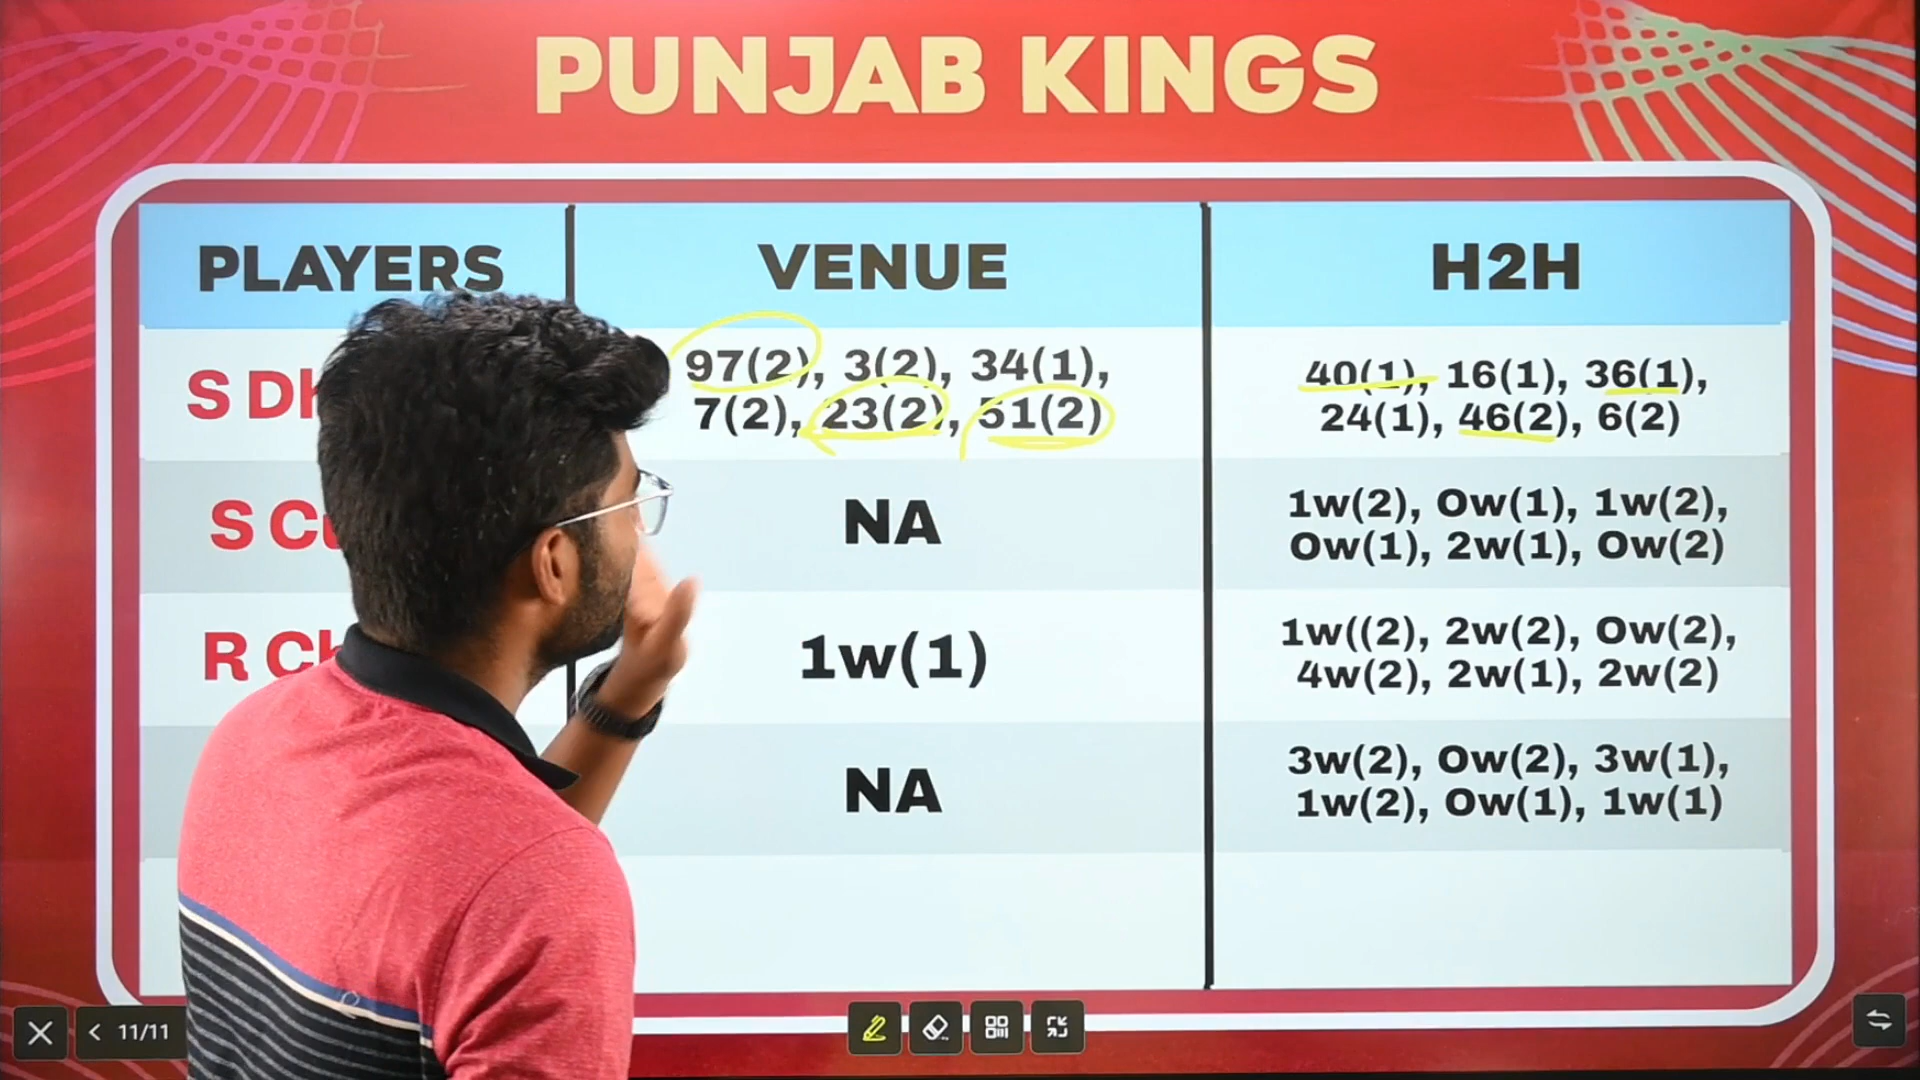 PUNJAB KINGS
PLAYERS
VENUE
H2H
S
97(2), 3(2), 34(1),
7(2), 23(2), 51(2)
40(1), 16(1), 36(1),
24(1), 46(2), 6(2)
S
NA
1w(2), 0w(1), 1w(2),
0w(1), 2w(1), 0w(2)
R
1w(1)
1w((2), 2w(2), 0w(2),
4w(2), 2w(1), 2w(2)
NA
3w(2), 0w(2), 3w(1),
1w(2), 0w(1), 1w(1)
11/11